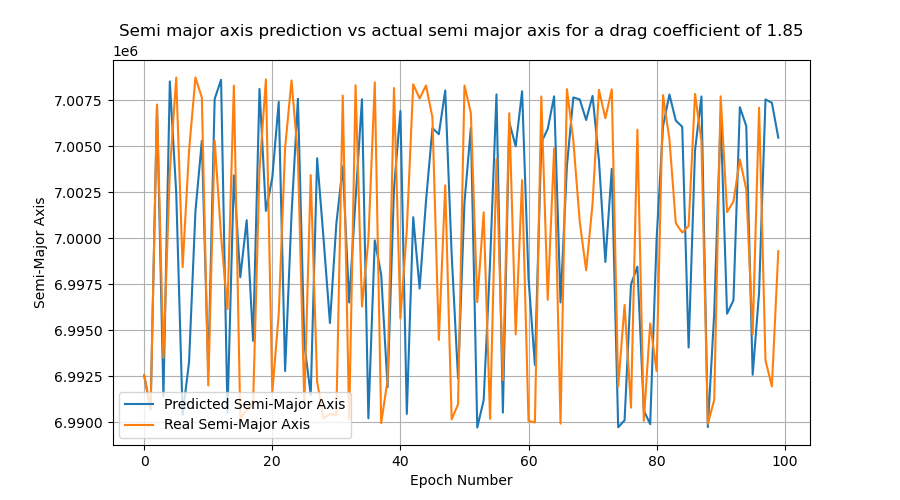 Semi major axis prediction vs actual semi major axis for a drag coefficient of 1.85
1e6
7.0075
7.0050
7.0025
7.0000
6.9975
6.9950
6.9925
6.9900
Semi-Major Axis
Predicted Semi-Major Axis
Real Semi-Major Axis
0 20 40 60 80 100
Epoch Number